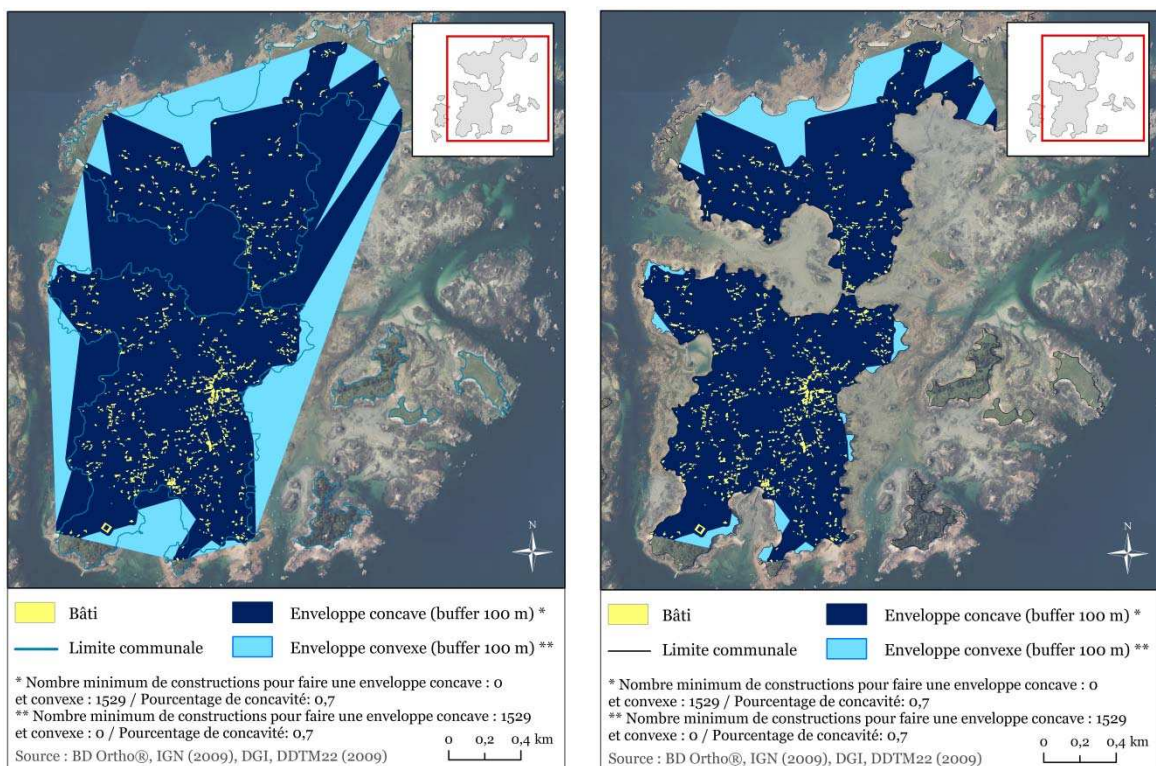 N
Bâti
Enveloppe concave (buffer 100 m) *
Limite communale
Enveloppe convexe (buffer 100 m) **
* Nombre minimum de constructions pour faire une enveloppe concave : 0
et convexe : 1529 / Pourcentage de concavité: 0,7
** Nombre minimum de constructions pour faire une enveloppe concave : 1529
et convexe : 0 / Pourcentage de concavité: 0,7
Source : BD Ortho®, IGN (2009), DGI, DDTM22 (2009)
0 0,2 0,4 km
N
Bâti
Enveloppe concave (buffer 100 m) *
Limite communale
Enveloppe convexe (buffer 100 m) **
* Nombre minimum de constructions pour faire une enveloppe concave : 0
et convexe : 1529 / Pourcentage de concavité: 0,7
** Nombre minimum de constructions pour faire une enveloppe concave : 1529
et convexe : 0 / Pourcentage de concavité: 0,7
Source : BD Ortho®, IGN (2009), DGI, DDTM22 (2009)
0 0,2 0,4 km